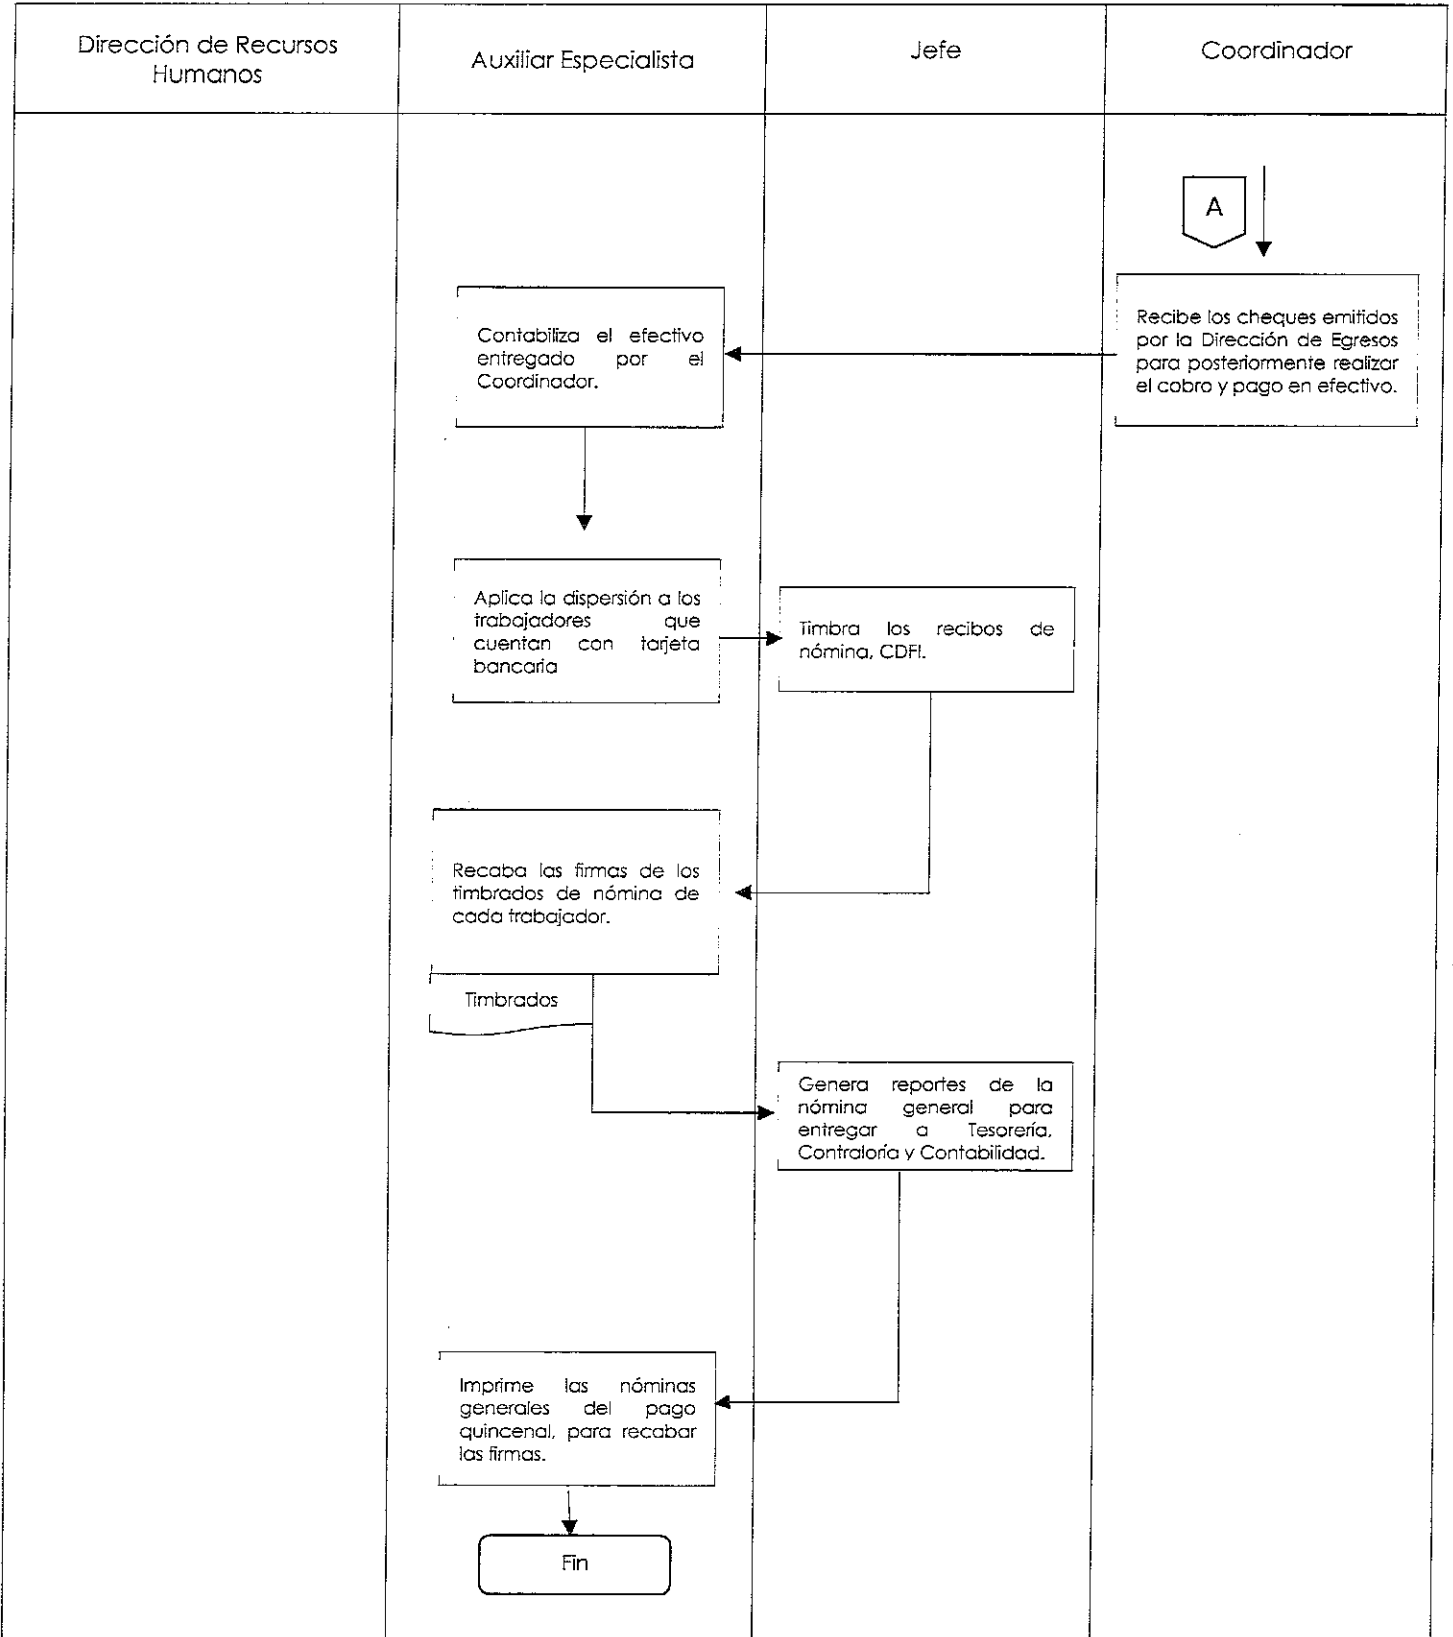 Dirección de Recursos
Humanos
Auxiliar Especialista
Jefe
Coordinador
A
Recibe los cheques emitidos
por la Dirección de Egresos
para posteriormente realizar
el cobro y pago en efectivo.
Contabiliza el efectivo
entregado por el
Coordinador.
Aplica la dispersión a los
trabajadores que
cuentan con tarjeta
bancaria
Timbra los recibos de
nómina, CDFI.
Recaba las firmas de los
timbrados de nómina de
cada trabajador.
Timbrados
Genera reportes de la
nómina general para
entregar a Tesorería,
Contraloría y Contabilidad.
Imprime las nóminas
generales del pago
quincenal, para recabar
las firmas.
Fin